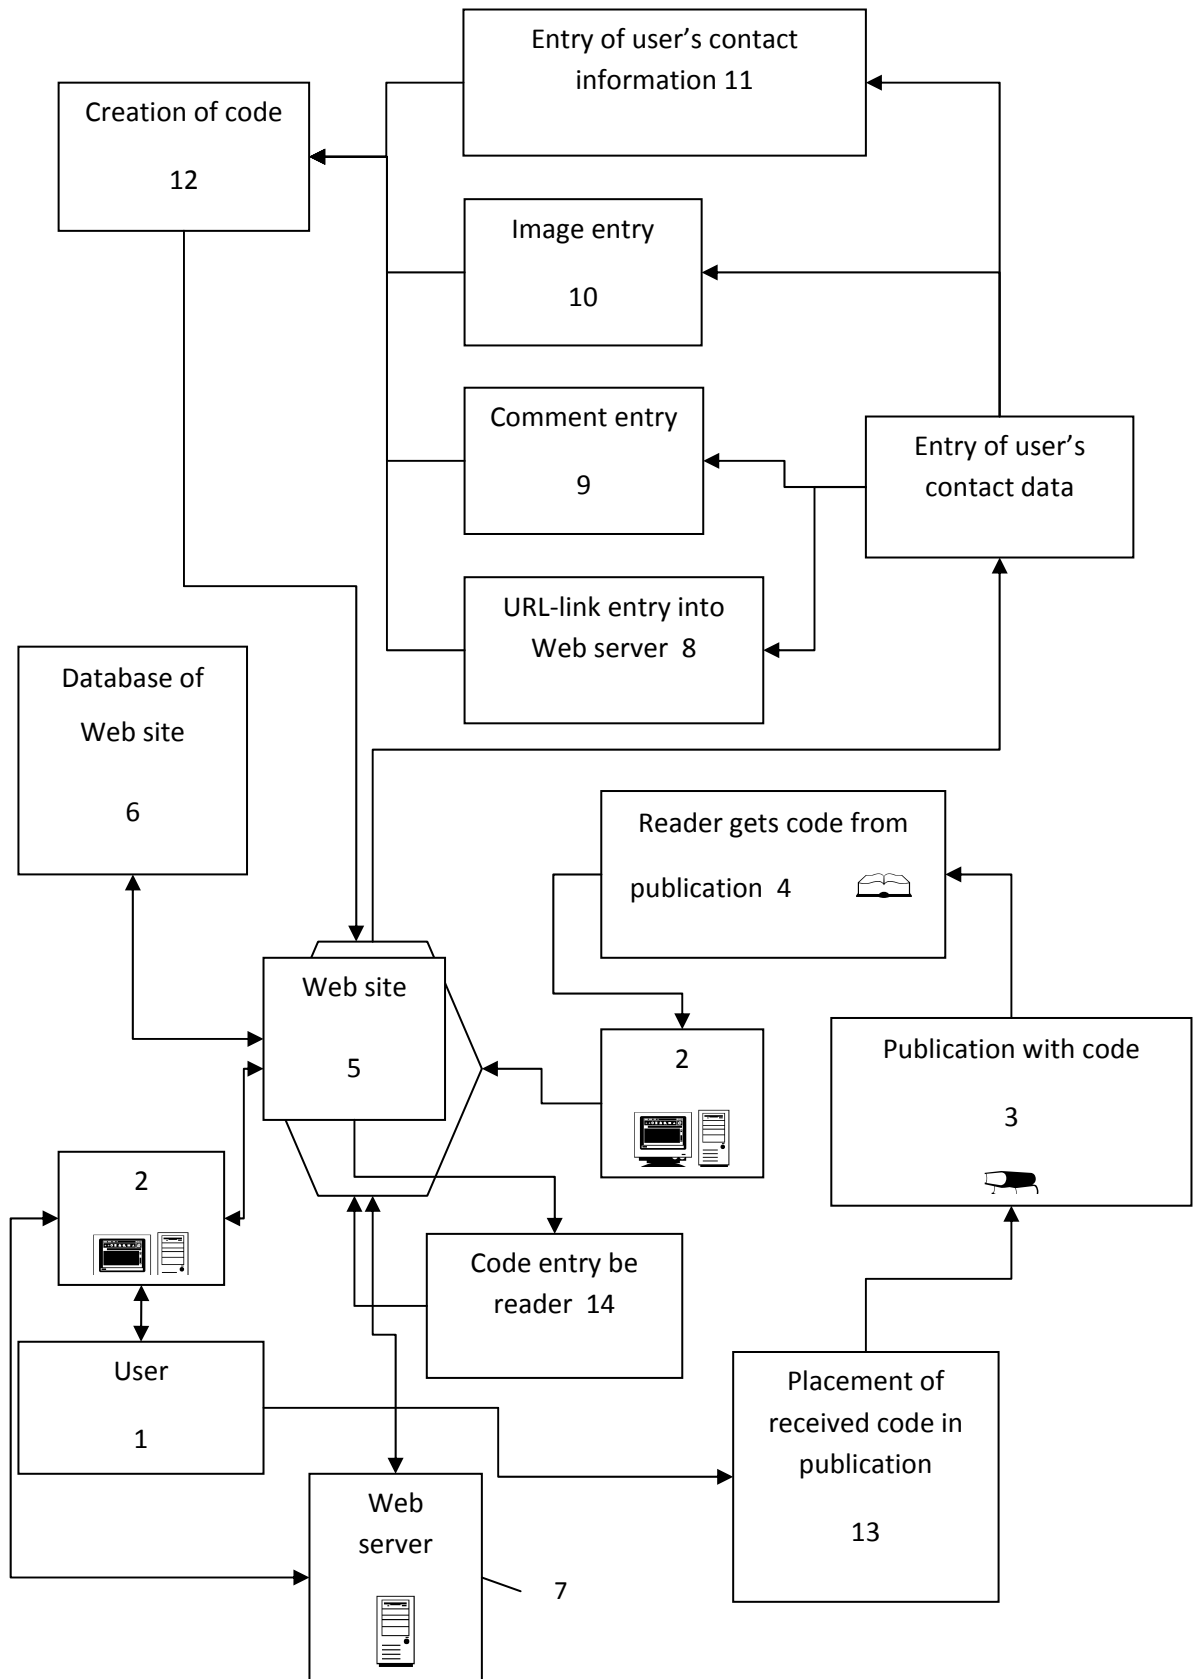 Entry of user’s contact
information 11
Creation of code
12
Image entry
10
Comment entry
9
Entry of user’s
contact data
URL-link entry into
Web server 8
Database of
Web site
6
Reader gets code from
publication 4
Web site
5
2
Publication with code
3
2
Code entry be
reader 14
User
1
Placement of
received code in
publication
13
Web
server
7